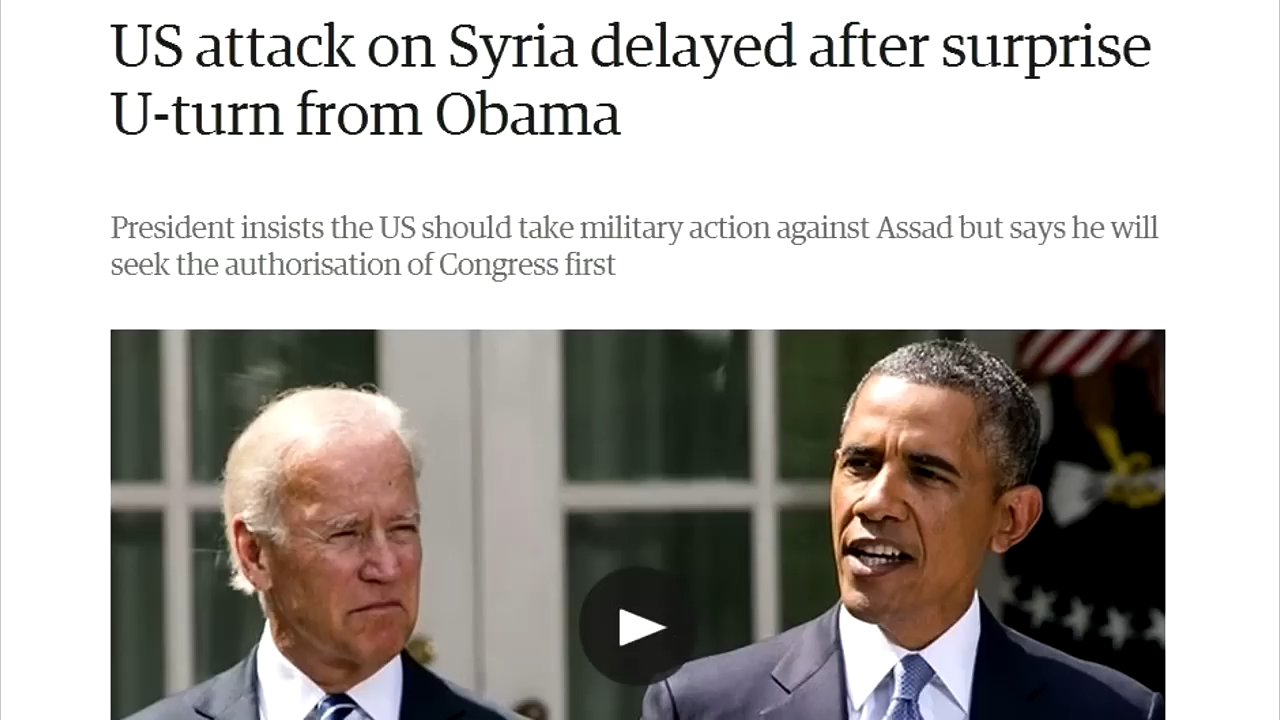 US attack on Syria delayed after surprise
U-turn from Obama
President insists the US should take military action against Assad but says he will
seek the authorisation of Congress first